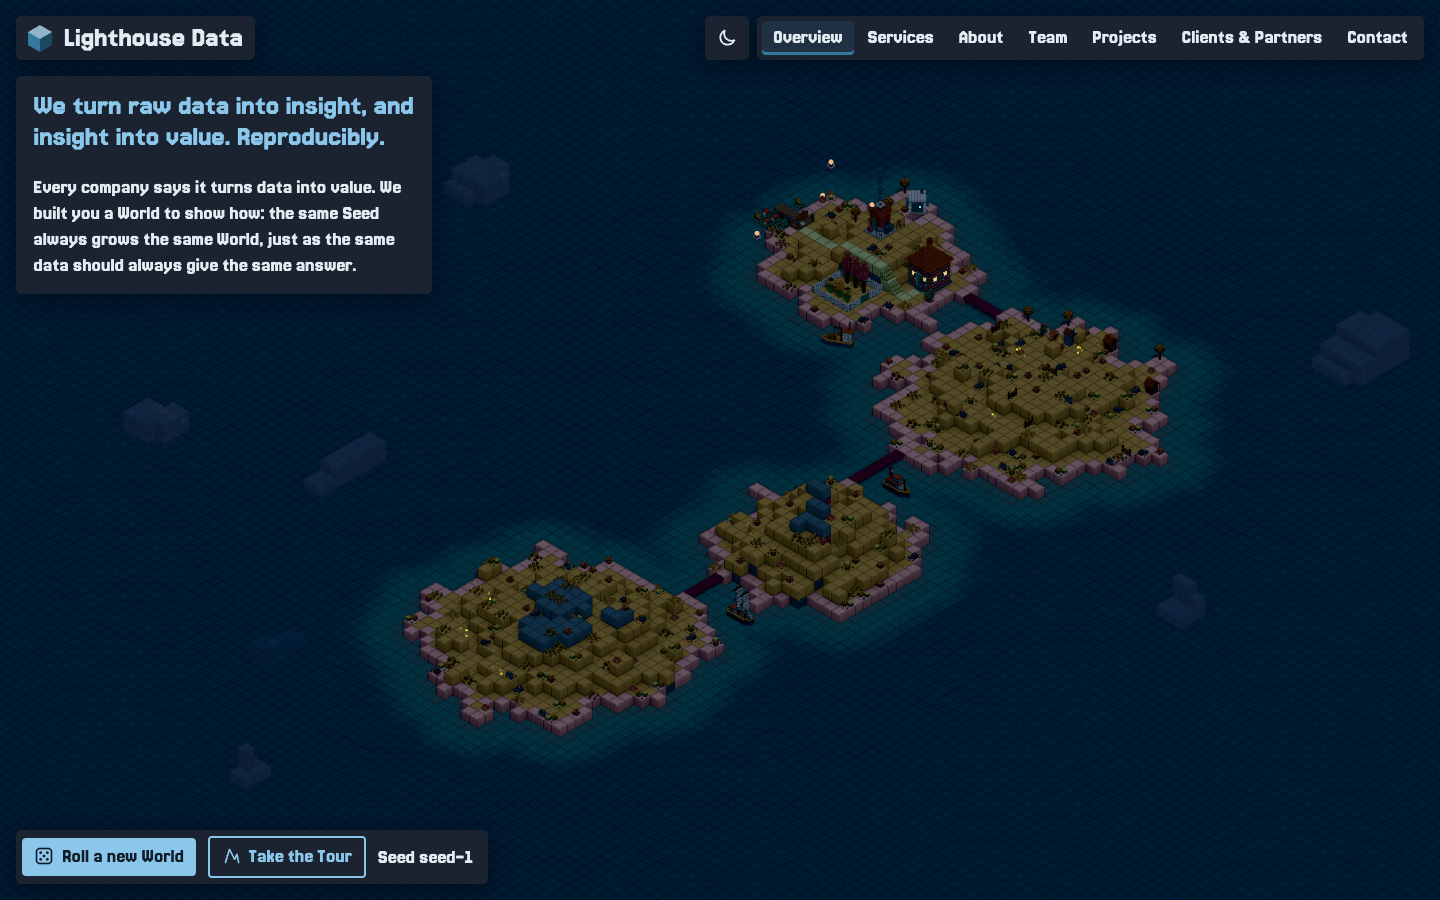 Lighthouse Data
Overview Services About Team Projects Clients & Partners Contact
We turn raw data into insight, and
insight into value. Reproducibly.
Every company says it turns data into value. We
built you a World to show how: the same Seed
always grows the same World, just as the same
data should always give the same answer.
Roll a new World Take the Tour Seed seed-1